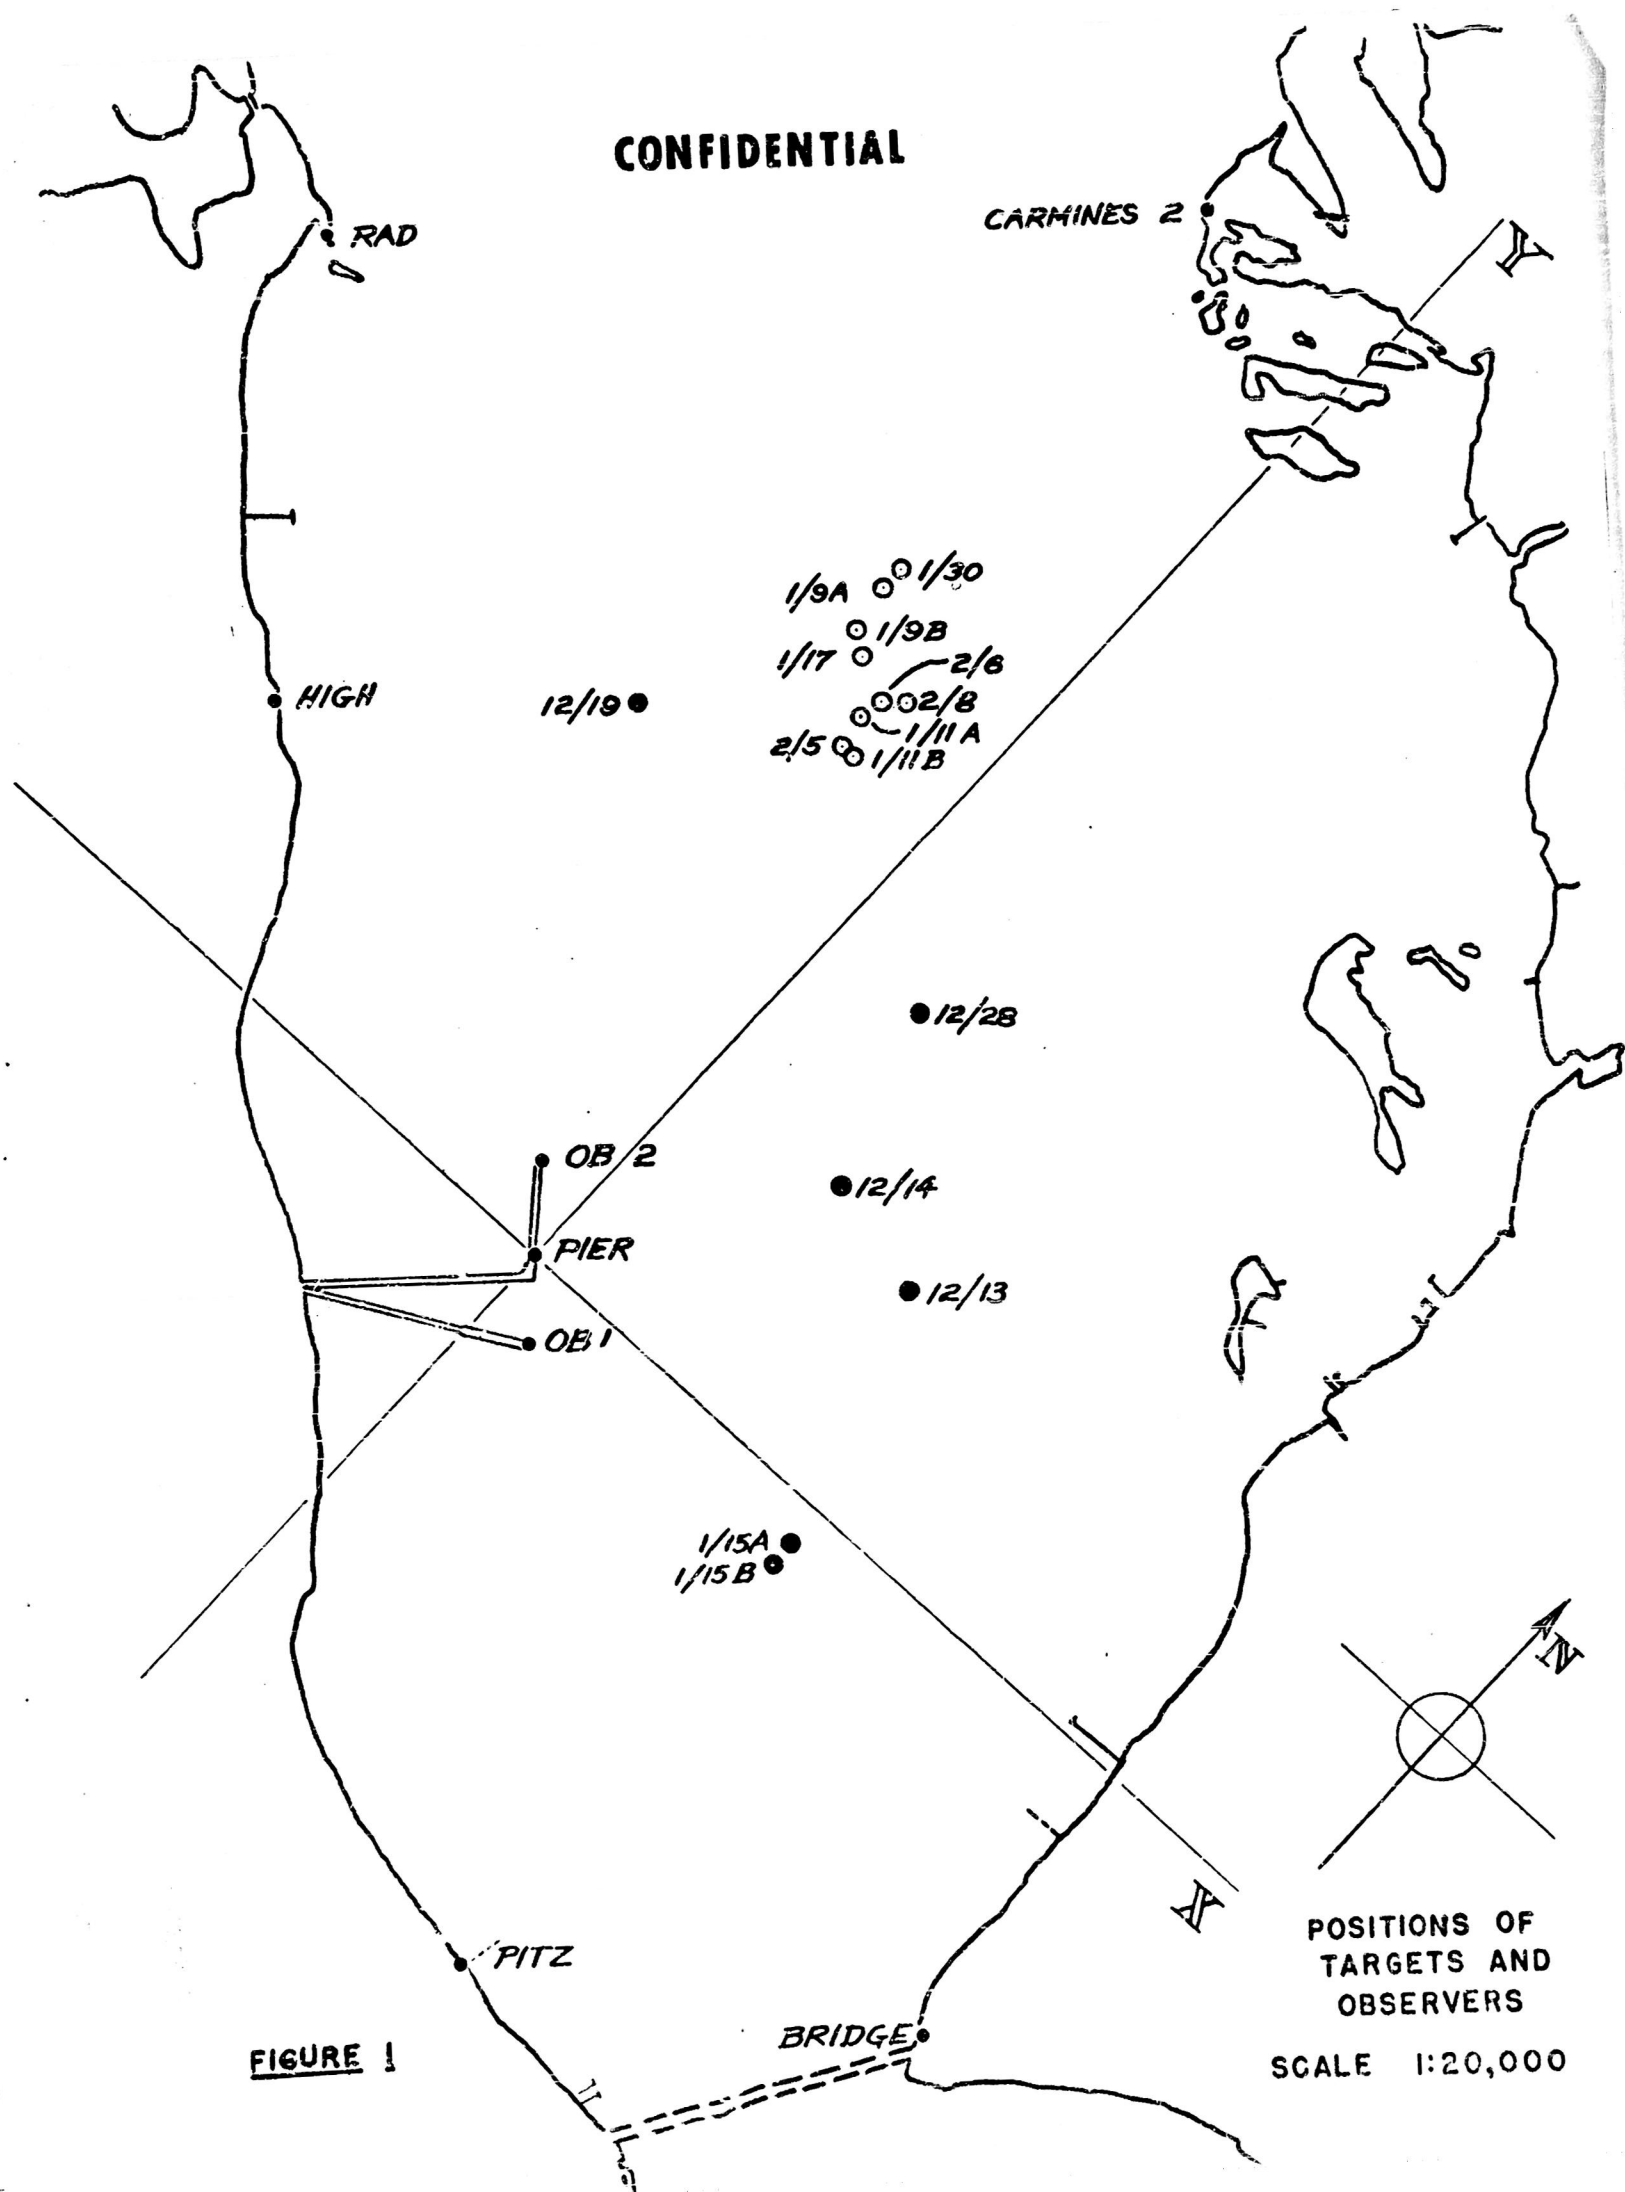 CONFIDENTIAL
CARMINES 2
RAD
Y
1/30
1/9A
1/9B
1/17
2/6
HIGH
12/19
2/8
1/11A
2/5
1/11B
12/28
OB 2
12/14
PIER
12/13
OB 1
1/15A
1/15B
N
X
POSITIONS OF
TARGETS AND
OBSERVERS
SCALE 1:20,000
PITZ
BRIDGE
FIGURE 1